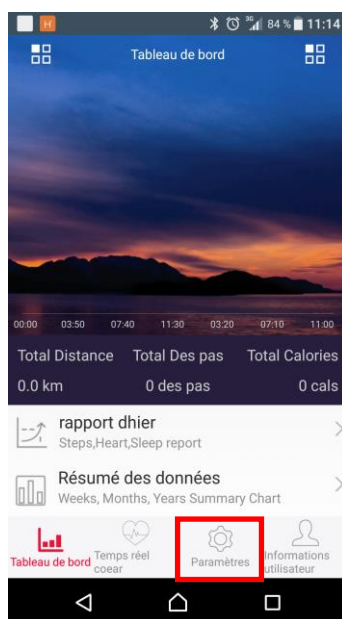 H 3G 84 % 11:14
Tableau de bord
00:00 03:50 07:40 11:30 03:20 07:10 11:00
Total Distance Total Des pas Total Calories
0.0 km 0 des pas 0 cals
rapport dhier
Steps,Heart,Sleep report
Résumé des données
Weeks, Months, Years Summary Chart
Tableau de bord
Temps réel
coear
Paramètres
Informations
utilisateur